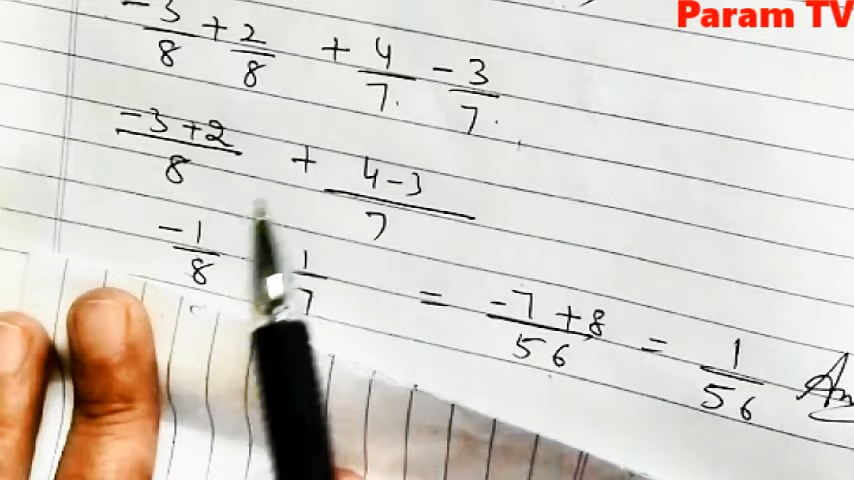 Param TV
-3/8 + 2/8 + 4/7 - 3/7
-3+2/8 + 4-3/7
-1/8 1/7 = -7+8/56 = 1/56